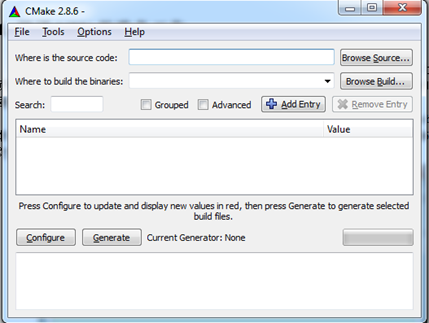 CMake 2.8.6 -
File Tools Options Help
Where is the source code: Browse Source...
Where to build the binaries: Browse Build...
Search: Grouped Advanced Add Entry Remove Entry
Name Value
Press Configure to update and display new values in red, then press Generate to generate selected
build files.
Configure Generate Current Generator: None